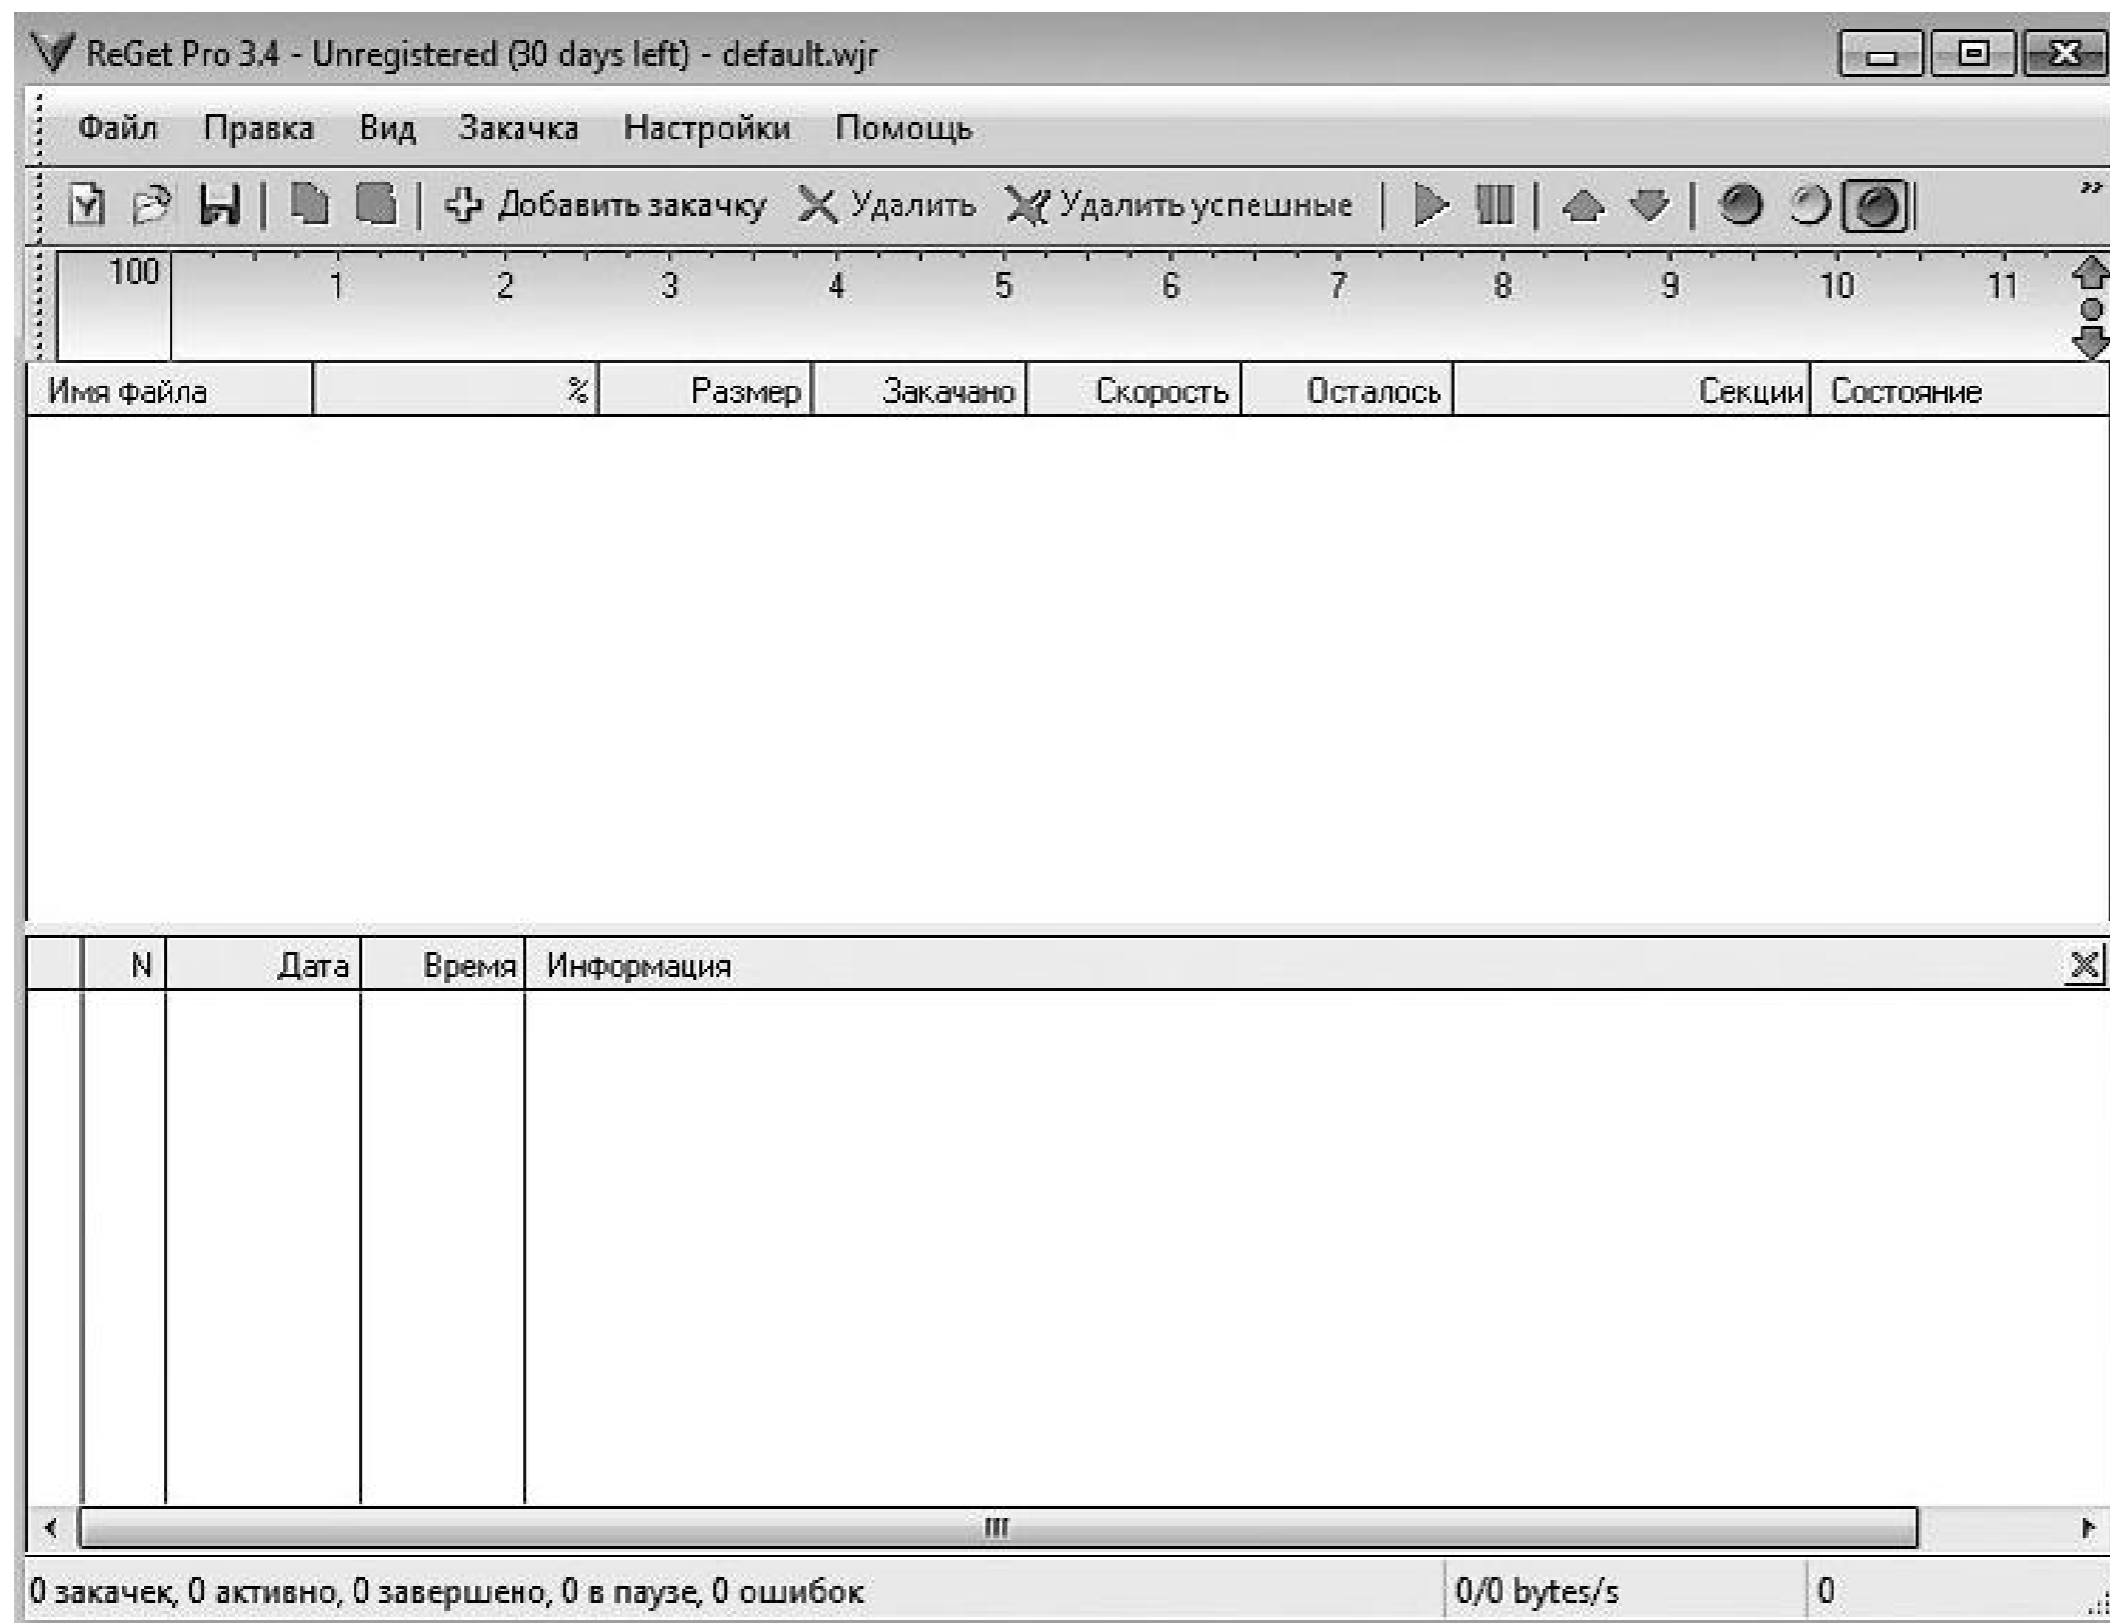 ReGet Pro 3.4 - Unregistered (30 days left) - default.wjr
Файл Правка Вид Закачка Настройки Помощь
Добавить закачку Удалить Удалить успешные
100 1 2 3 4 5 6 7 8 9 10 11
Имя файла % Размер Закачано Скорость Осталось Секции Состояние
N Дата Время Информация
0 закачек, 0 активно, 0 завершено, 0 в паузе, 0 ошибок 0/0 bytes/s 0